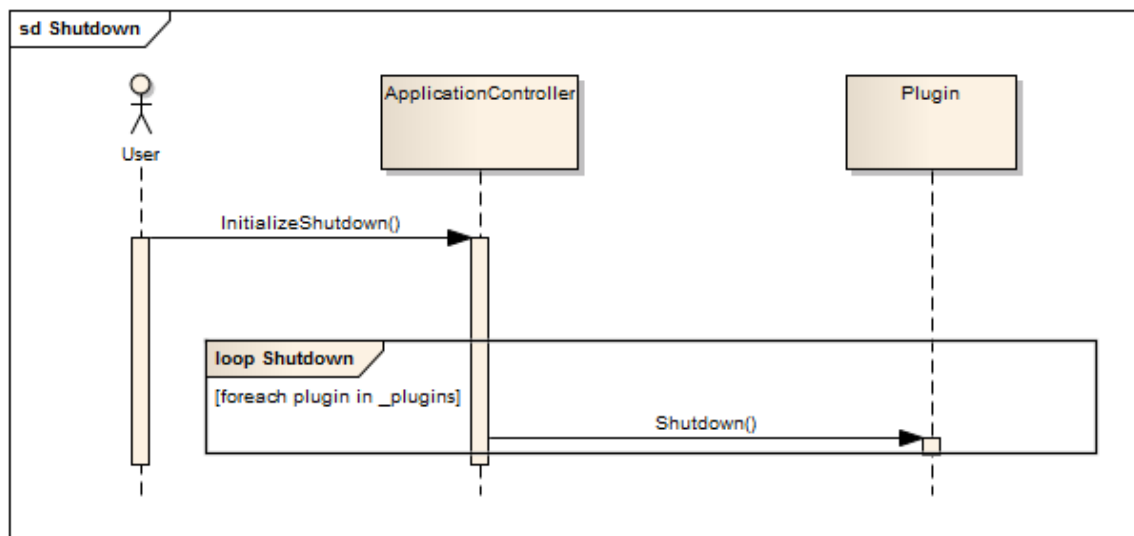 sd Shutdown
User
ApplicationController
Plugin
InitializeShutdown()
loop Shutdown
[foreach plugin in _plugins]
Shutdown()